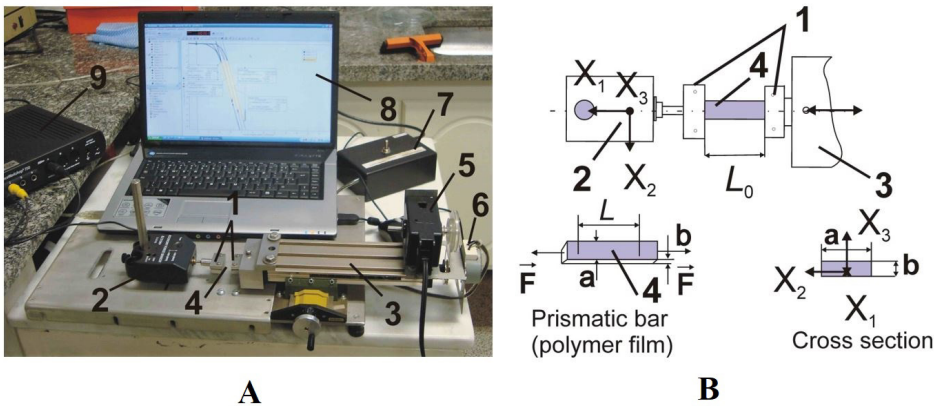 9
8
7
5
6
1
2
4
3
A
1
4
X₁
X₃
2
X₂
L₀
3
L
b
a
F
4
F
Prismatic bar
(polymer film)
X₃
a
b
X₂
X₁
Cross section
B